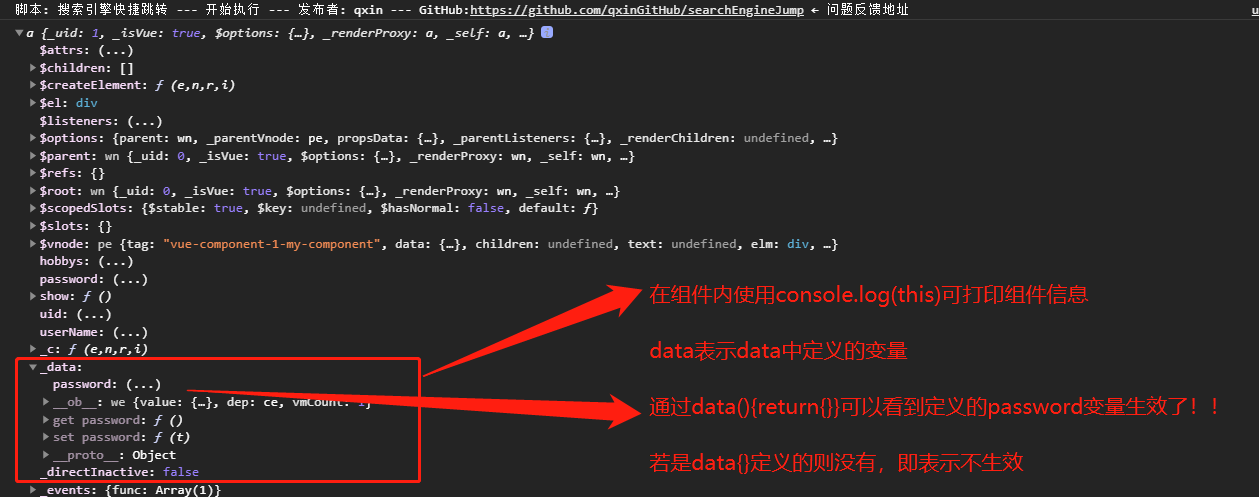 脚本: 搜索引擎快捷跳转 --- 开始执行 --- 发布者: qxin --- GitHub:https://github.com/qxinGitHub/searchEngineJump ← 问题反馈地址 u
▼a {_uid: 1, _isVue: true, $options: {…}, _renderProxy: a, _self: a, …} i
$attrs: (...)
▶$children: []
▶$createElement: ƒ (e,n,r,i)
▶$el: div
$listeners: (...)
▶$options: {parent: wn, _parentVnode: pe, propsData: {…}, _parentListeners: {…}, _renderChildren: undefined, …}
▶$parent: wn {_uid: 0, _isVue: true, $options: {…}, _renderProxy: wn, _self: wn, …}
▶$refs: {}
▶$root: wn {_uid: 0, _isVue: true, $options: {…}, _renderProxy: wn, _self: wn, …}
▶$scopedSlots: {$stable: true, $key: undefined, $hasNormal: false, default: ƒ}
▶$slots: {}
▶$vnode: pe {tag: "vue-component-1-my-component", data: {…}, children: undefined, text: undefined, elm: div, …}
hobbys: (...)
password: (...)
▶show: ƒ ()
uid: (...)
userName: (...)
▶_c: ƒ (e,n,r,i)
▼_data:
password: (...)
▶__ob__: we {value: {…}, dep: ce, vmCount: 1}
▶get password: ƒ ()
▶set password: ƒ (t)
▶__proto__: Object
_directInactive: false
▶_events: {func: Array(1)}
在组件内使用console.log(this)可打印组件信息
data表示data中定义的变量
通过data(){return{}}可以看到定义的password变量生效了！！
若是data{}定义的则没有，即表示不生效